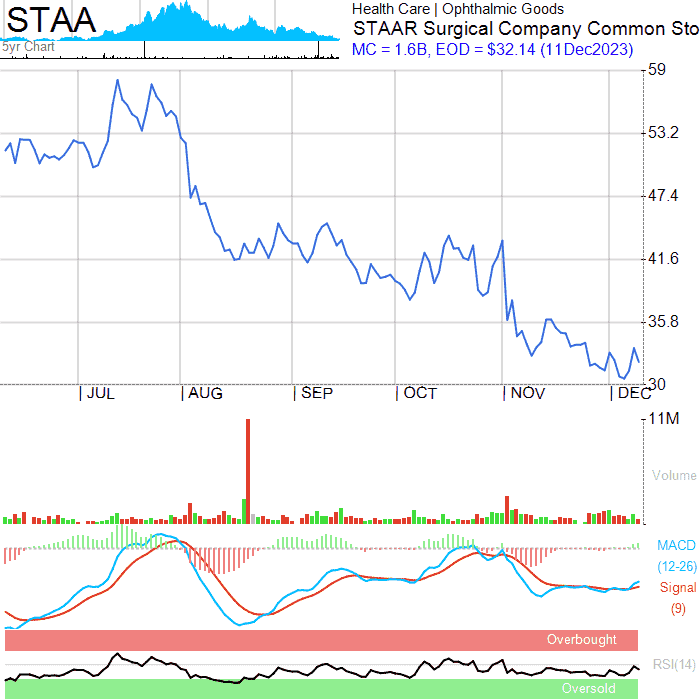 STAA
5yr Chart
Health Care | Ophthalmic Goods
STAAR Surgical Company Common Sto
MC = 1.6B, EOD = $32.14 (11Dec2023)
59
53.2
47.4
41.6
35.8
30
JUL AUG SEP OCT NOV DEC
11M
Volume
MACD
(12-26)
Signal
(9)
Overbought
RSI(14)
Oversold